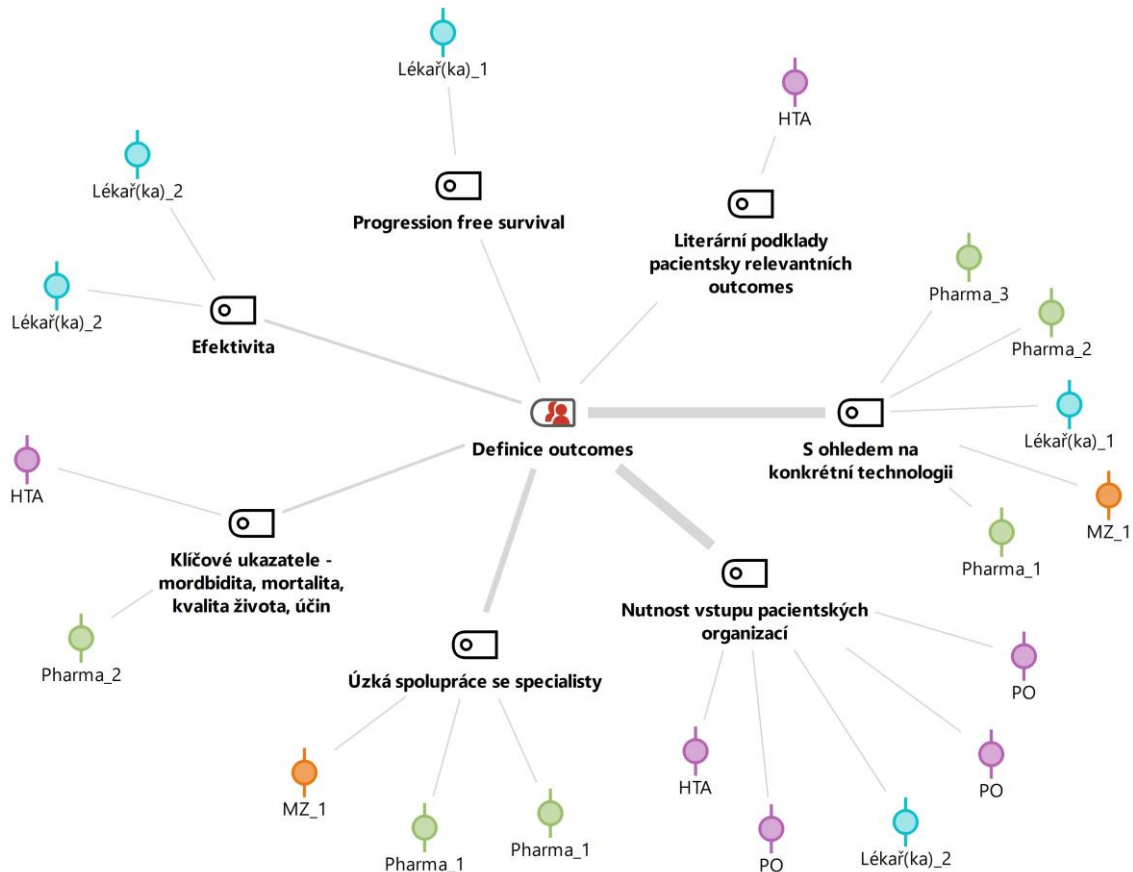 Lékař(ka)_1
HTA
Lékař(ka)_2
Progression free survival
Literární podklady
pacientsky relevantních
outcomes
Pharma_3
Lékař(ka)_2
Efektivita
Pharma_2
Definice outcomes
S ohledem na
konkrétní technologii
Lékař(ka)_1
HTA
MZ_1
Klíčové ukazatele -
mordbidita, mortalita,
kvalita života, účin
Pharma_1
Nutnost vstupu pacientských
organizací
Pharma_2
Úzká spolupráce se specialisty
PO
HTA
PO
MZ_1
Pharma_1
Pharma_1
PO
Lékař(ka)_2